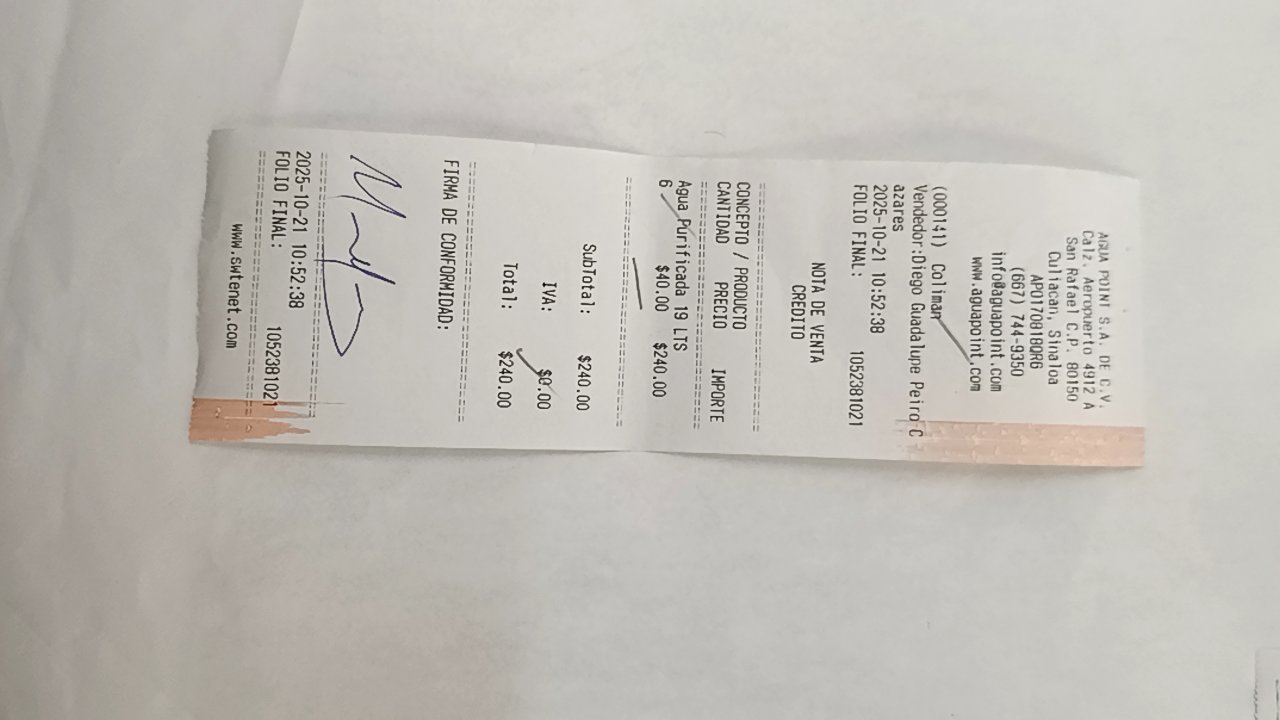 AGUA POINT S.A. DE C.V.
Calz. Aeropuerto 4912 A
San Rafael C.P. 80150
Culiacan, Sinaloa
APO170818QR6
(667) 744-9350
info@aguapoint.com
www.aguapoint.com
(000141) Collman
Vendedor:Diego Guadalupe Peiro C
azares
2025-10-21 10:52:38
FOLIO FINAL: 1052381021
NOTA DE VENTA
CREDITO
================================
CONCEPTO / PRODUCTO
CANTIDAD PRECIO IMPORTE
================================
Agua Purificada 19 LTS
6 $40.00 $240.00
================================
SubTotal: $240.00
IVA: $0.00
Total: $240.00
================================
FIRMA DE CONFORMIDAD:
================================
2025-10-21 10:52:38
FOLIO FINAL: 1052381021
================================
www.swtenet.com